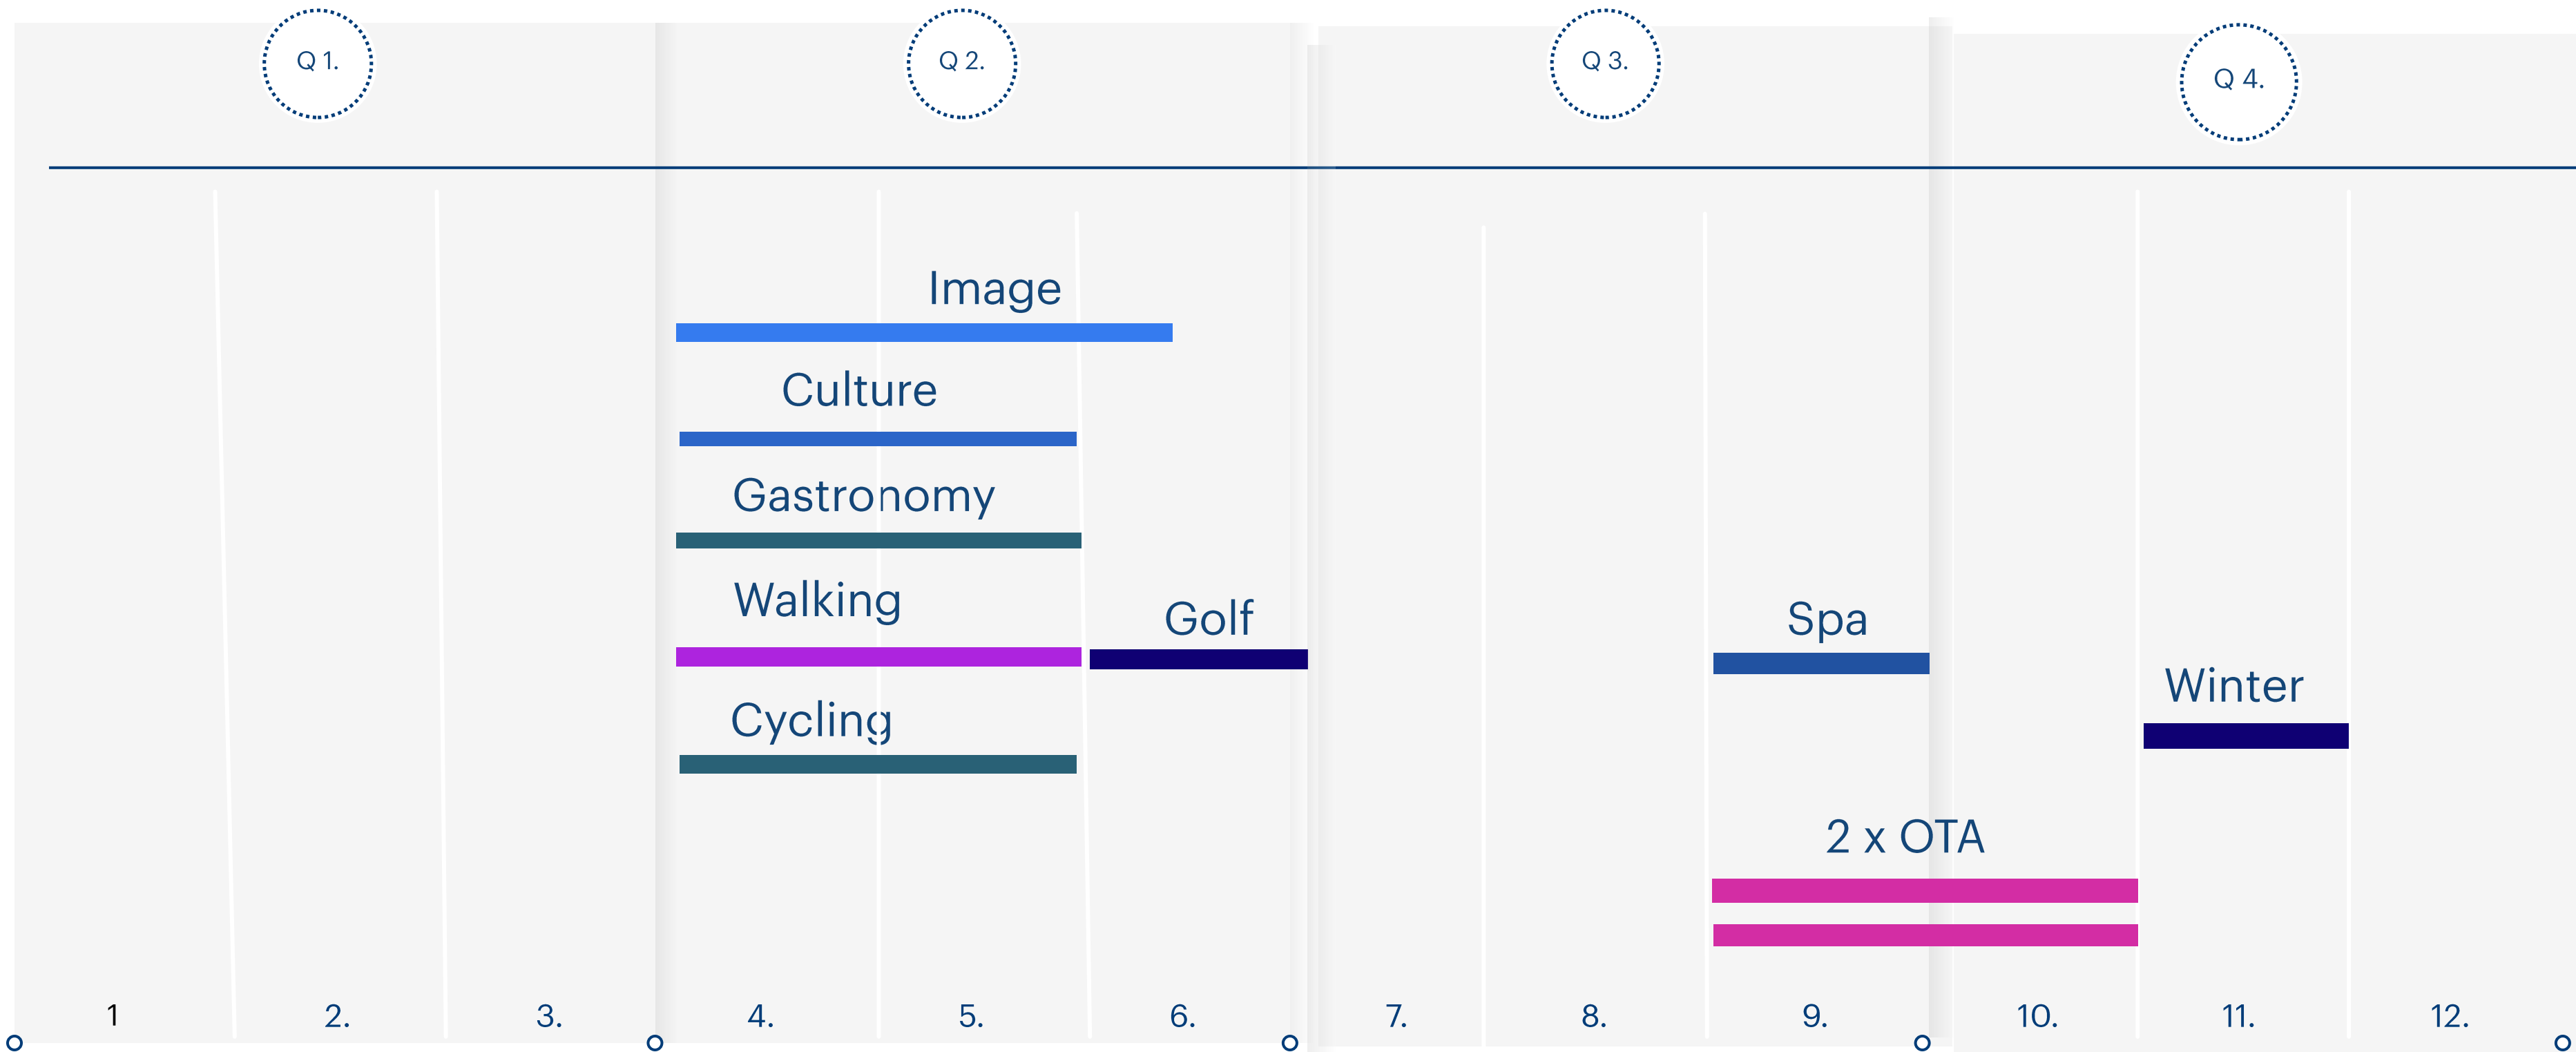 Q 1.
Q 2.
Q 3.
Q 4.
Image
Culture
Gastronomy
Walking
Golf
Spa
Winter
Cycling
2 x OTA
1
2.
3.
4.
5.
6.
7.
8.
9.
10.
11.
12.